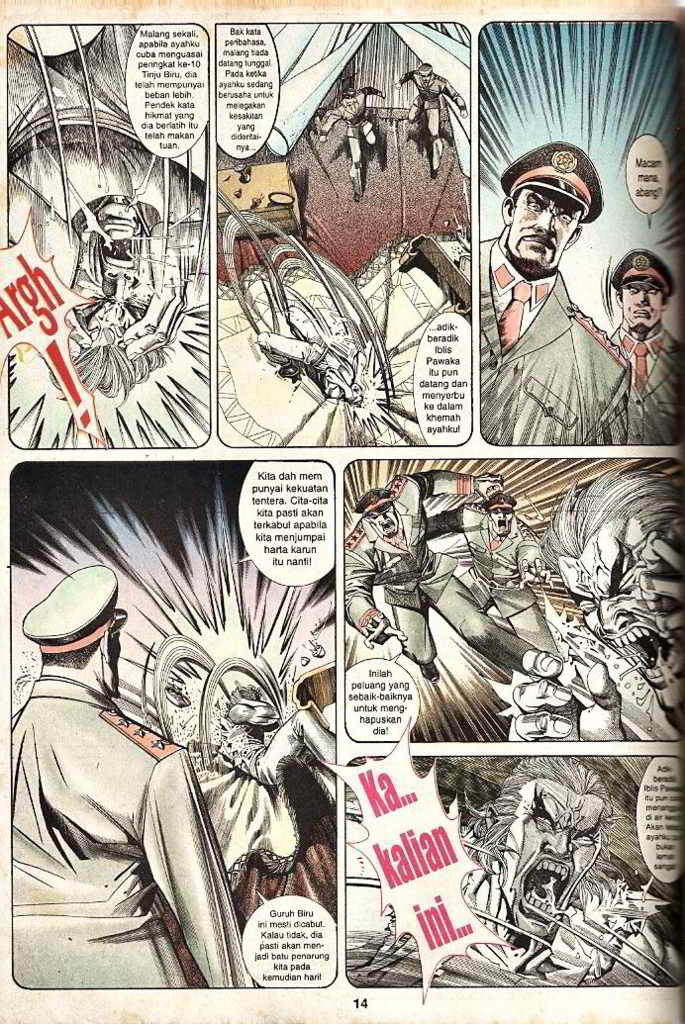 Malang sekali,
apabila ayahku
cuba menguasai
peringkat ke-10
Tinju Biru, dia
telah mempunyai
beban lebih.
Pendek kata
hikmat yang
dia berlatih itu
telah makan
tuan.
Argh
!
Bak kata
peribahasa,
malang tiada
datang tunggal.
Pada ketika
ayahku sedang
berusaha untuk
melegakan
kesakitan
yang
dideritai-
nya...
...adik-
beradik
Iblis
Pawaka
itu pun
datang dan
menyerbu
ke dalam
khemah
ayahku!
Macam
mana,
abang?
Kita dah mem
punyai kekuatan
tentera. Cita-cita
kita pasti akan
terkabul apabila
kita menjumpai
harta karun
itu nanti!
Guruh Biru
ini mesti dicabut.
Kalau tidak, dia
pasti akan men-
jadi batu penarung
kita pada
kemudian hari!
Inilah
peluang yang
sebaik-baiknya
untuk meng-
hapuskan
dia!
Ka...
kalian
ini...
Adik-
beradik
Iblis Pawaka
itu pun
di air
Akan
ayahku
bukan
lemah
14